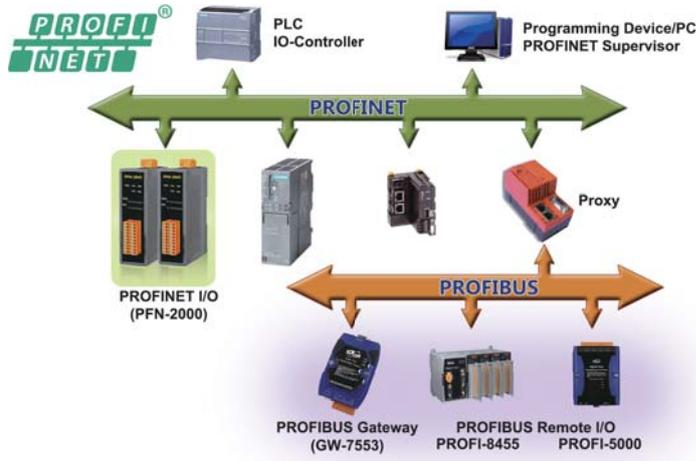 PROFI
NET®
PLC
IO-Controller
Programming Device/PC
PROFINET Supervisor
PROFINET
Proxy
PROFINET I/O
(PFN-2000)
PROFIBUS
PROFIBUS Gateway
(GW-7553)
PROFIBUS Remote I/O
PROFI-8455
PROFI-5000